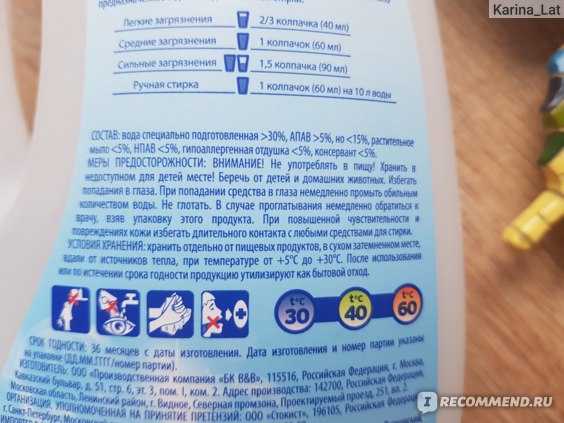 Karina_Lat
Легкие загрязнения 2/3 колпачка (40 мл)
Средние загрязнения 1 колпачок (60 мл)
Сильные загрязнения 1,5 колпачка (90 мл)
Ручная стирка 1 колпачок (60 мл) на 10 л воды
СОСТАВ: вода специально подготовленная >30%, АПАВ >5%, но <15%, растительное
мыло <5%, НПАВ <5%, гипоаллергенная отдушка <5%, консервант <5%.
МЕРЫ ПРЕДОСТОРОЖНОСТИ: ВНИМАНИЕ! Не употреблять в пищу! Хранить в
недоступном для детей месте! Беречь от детей и домашних животных. Избегать
попадания в глаза. При попадании средства в глаза немедленно промыть обильным
количеством воды. Не глотать. В случае проглатывания немедленно обратиться к
врачу, взяв упаковку этого продукта. При повышенной чувствительности и
повреждениях кожи избегать длительного контакта с любыми средствами для стирки.
УСЛОВИЯ ХРАНЕНИЯ: хранить отдельно от пищевых продуктов, в сухом затемненном месте,
вдали от источников тепла, при температуре от +5°С до +30°С. После использования
или по истечении срока годности продукцию утилизируют как бытовой отход.
t°C 30 t°C 40 t°C 60
СРОК ГОДНОСТИ: 36 месяцев с даты изготовления. Дата изготовления и номер партии указаны
на упаковке (ДД.ММ.ГГГГ/номер партии).
ИЗГОТОВИТЕЛЬ: ООО «Производственная компания «БК В&В», 115516, Российская Федерация, г. Москва,
Кавказский бульвар, д. 51, стр. 6, эт. 3, пом. I, ком. 2. Адрес производства: 142700, Российская Федерация,
Московская область, Ленинский район, г. Видное, Северная промзона, Проектируемый проезд, 251, вл. 2
ОРГАНИЗАЦИЯ, УПОЛНОМОЧЕННАЯ НА ПРИНЯТИЕ ПРЕТЕНЗИЙ: ООО «Стокист», 196105, Российская
г. Санкт-Петербург
IRECOMMEND.RU